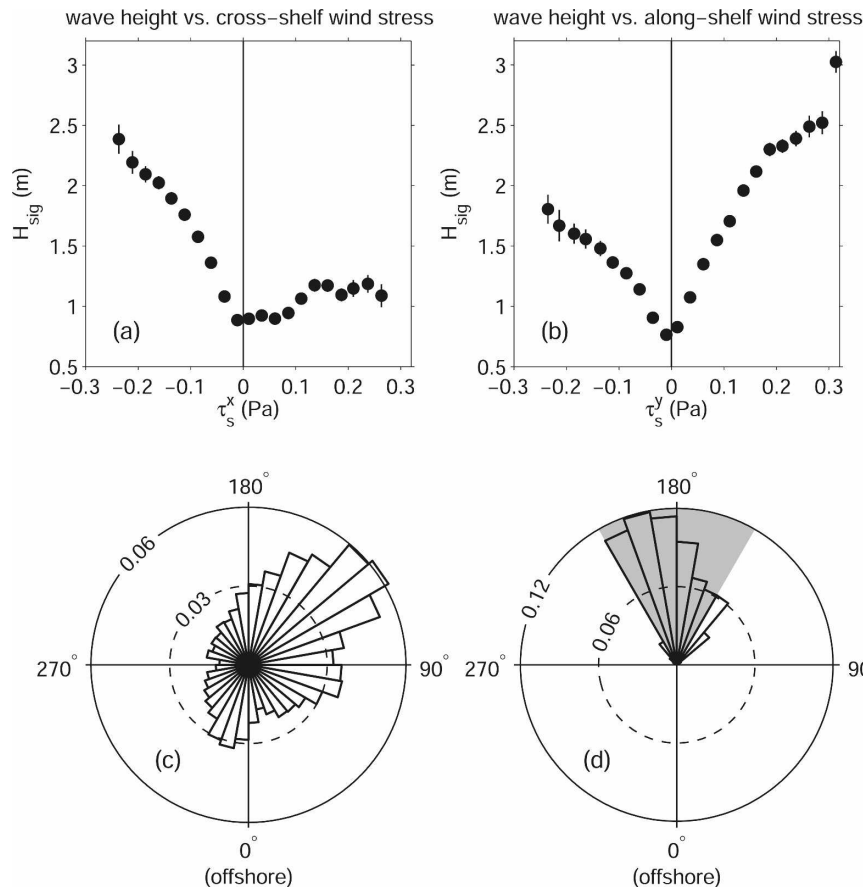 wave height vs. cross−shelf wind stress
3
2.5
2
1.5
1
0.5
H_sig (m)
(a)
−0.3 −0.2 −0.1 0 0.1 0.2 0.3
τ_s^x (Pa)
wave height vs. along−shelf wind stress
3
2.5
2
1.5
1
0.5
H_sig (m)
(b)
−0.3 −0.2 −0.1 0 0.1 0.2 0.3
τ_s^y (Pa)
180°
0.06
0.03
270° 90°
(c)
0°
(offshore)
180°
0.12
0.06
270° 90
(d)
0°
(offshore)